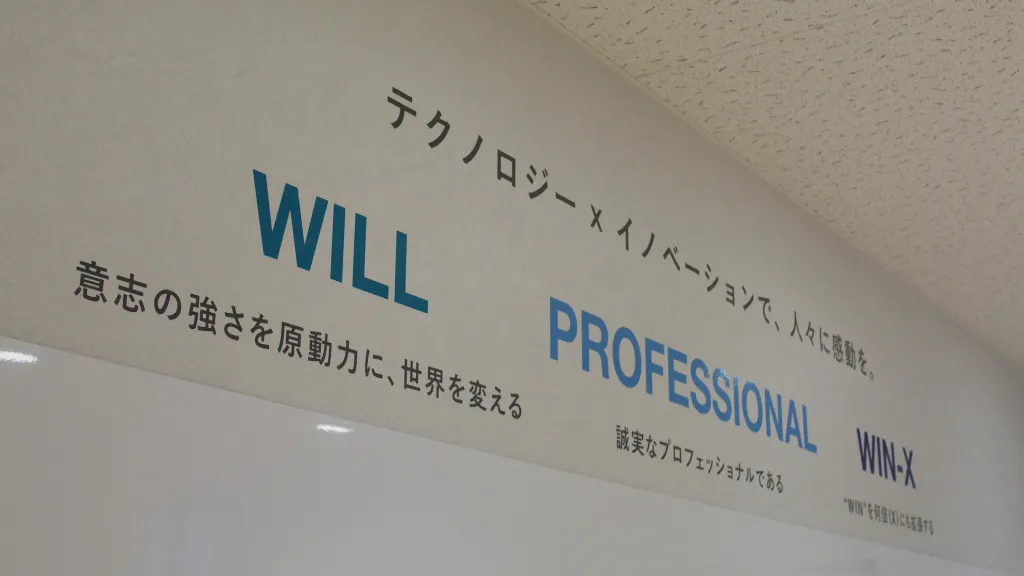 テクノロジー×イノベーションで、人々に感動を。
WILL
意志の強さを原動力に、世界を変える
PROFESSIONAL
誠実なプロフェッショナルである
WIN-X
“WIN”を何倍(X)にも拡張する